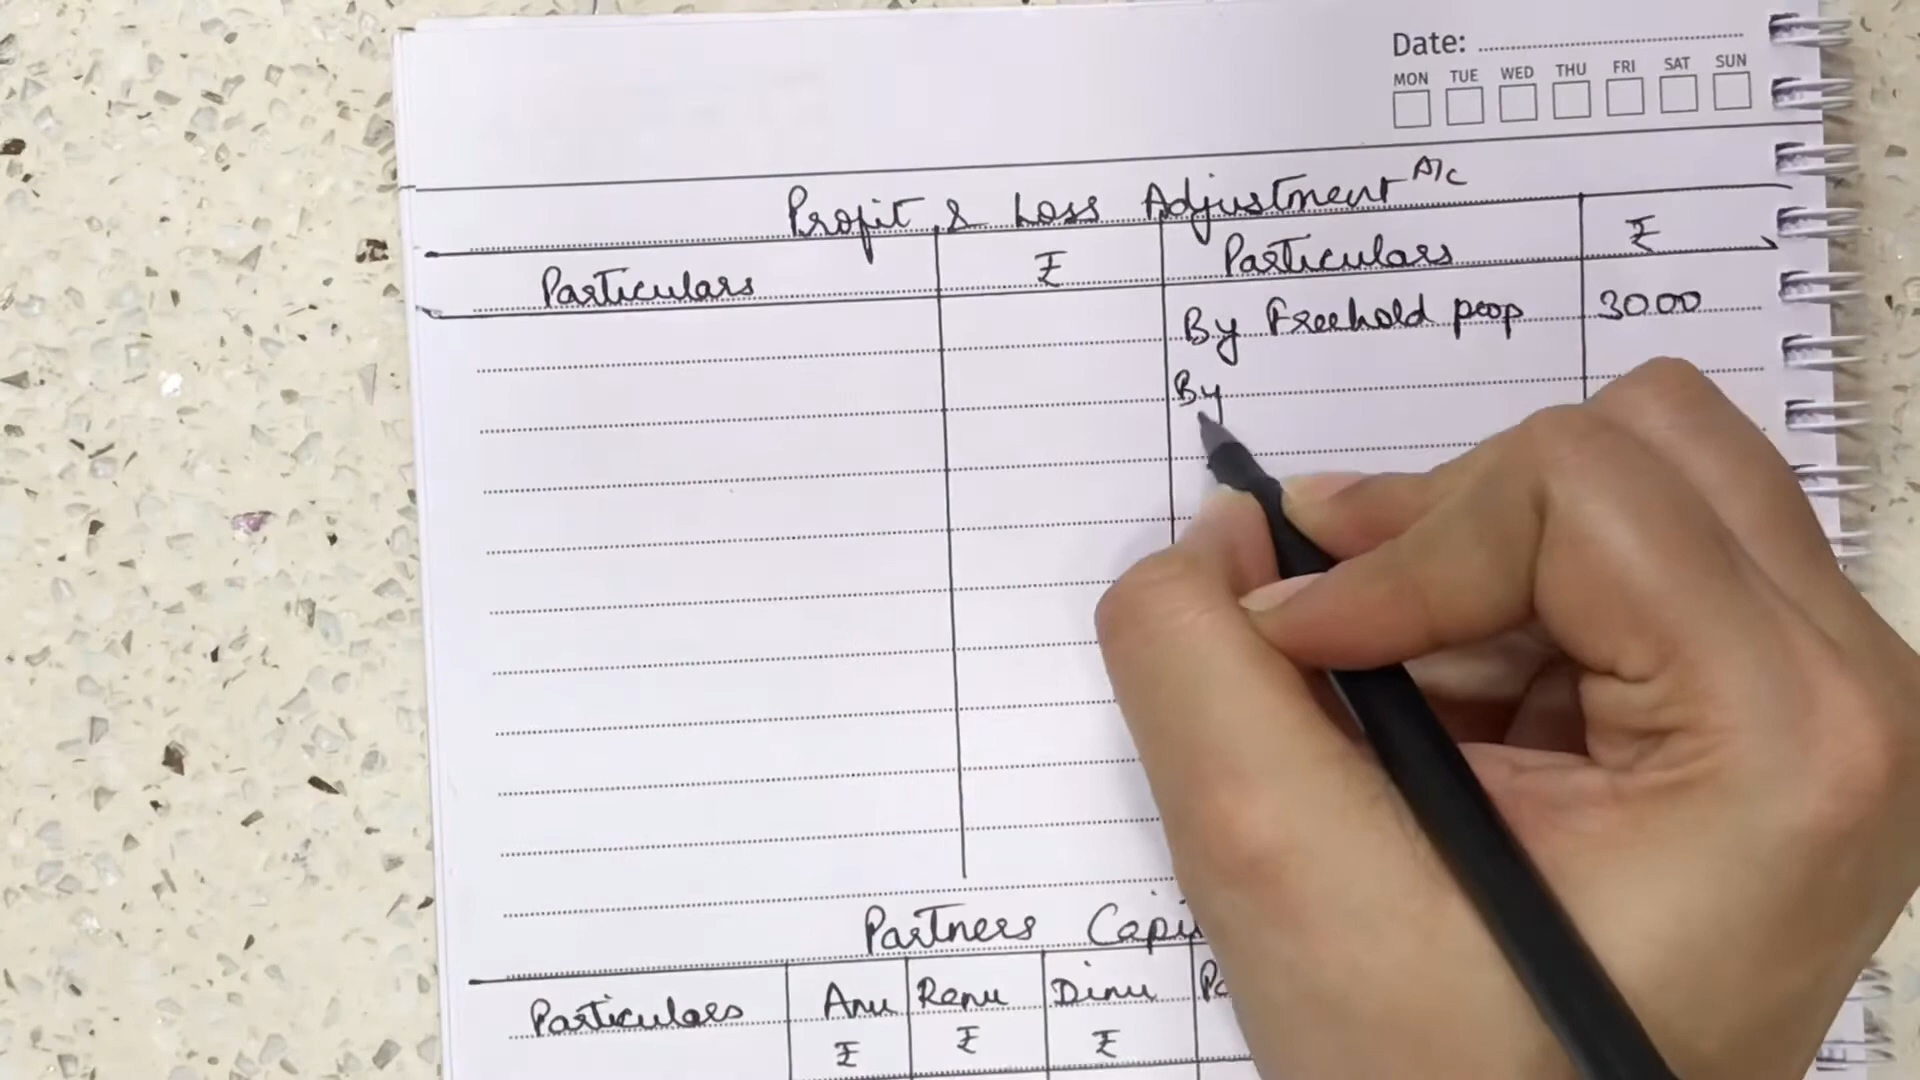 Date:
MON TUE WED THU FRI SAT SUN
Profit & Loss Adjustment A/c
Particulars ₹ Particulars ₹
By Freehold prop 3000
By
Partners Capi
Particulars Anu Renu Dinu
₹ ₹ ₹